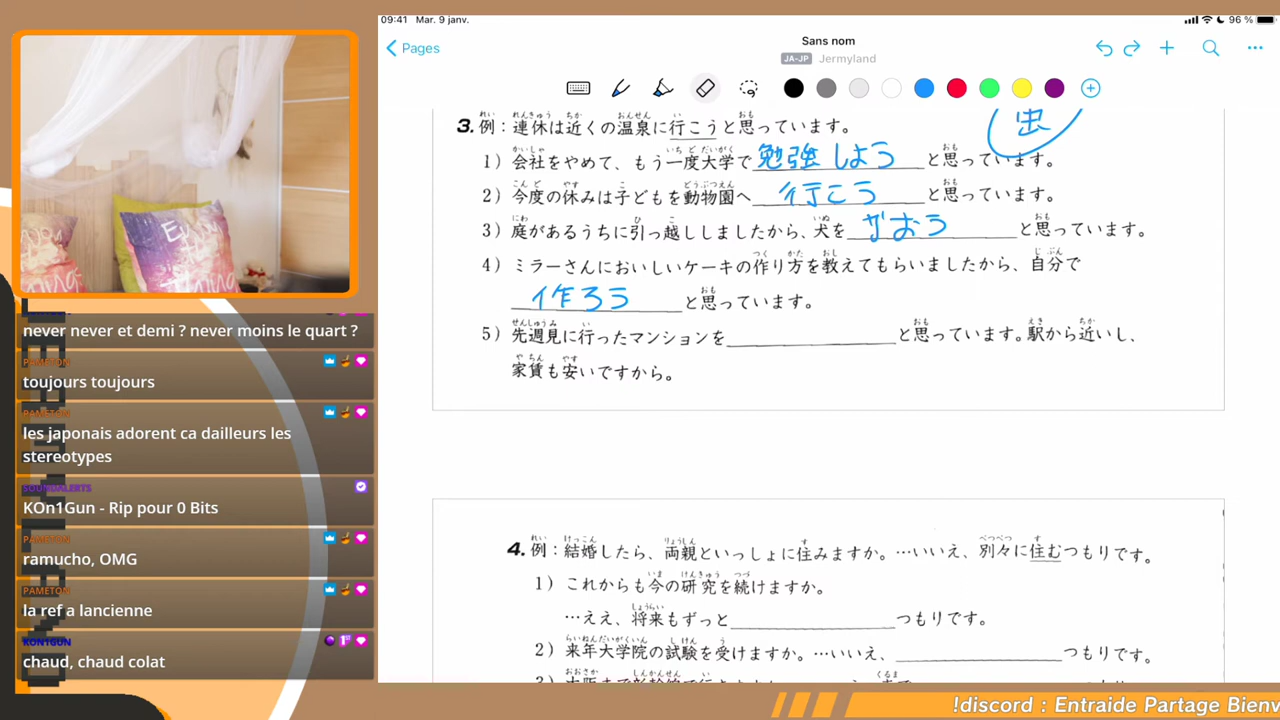 09:41 Mar. 9 janv.
96 %
Pages
Sans nom
JA-JP Jermyland
3. 例：連休は近くの温泉に行こうと思っています。
1) 会社をやめて、もう一度大学で 勉強しよう と思っています。
2) 今度の休みは子どもを動物園へ 行こう と思っています。
3) 庭があるうちに引っ越ししましたから、犬を おう と思っています。
4) ミラーさんにおいしいケーキの作り方を教えてもらいましたから、自分で
作ろう と思っています。
5) 先週見に行ったマンションを と思っています。駅から近いし、
家賃も安いですから。
4. 例：結婚したら、両親といっしょに住みますか。…いいえ、別々に住むつもりです。
1) これからも今の研究を続けますか。
…ええ、将来もずっと つもりです。
2) 来年大学院の試験を受けますか。…いいえ、 つもりです。
never never et demi ? never moins le quart ?
PAMETON
toujours toujours
PAMETON
les japonais adorent ca dailleurs les
stereotypes
SOUNDALERTS
KOn1Gun - Rip pour 0 Bits
PAMETON
ramucho, OMG
PAMETON
la ref a lancienne
KON1GUN
chaud, chaud colat
!discord : Entraide Partage Bienv